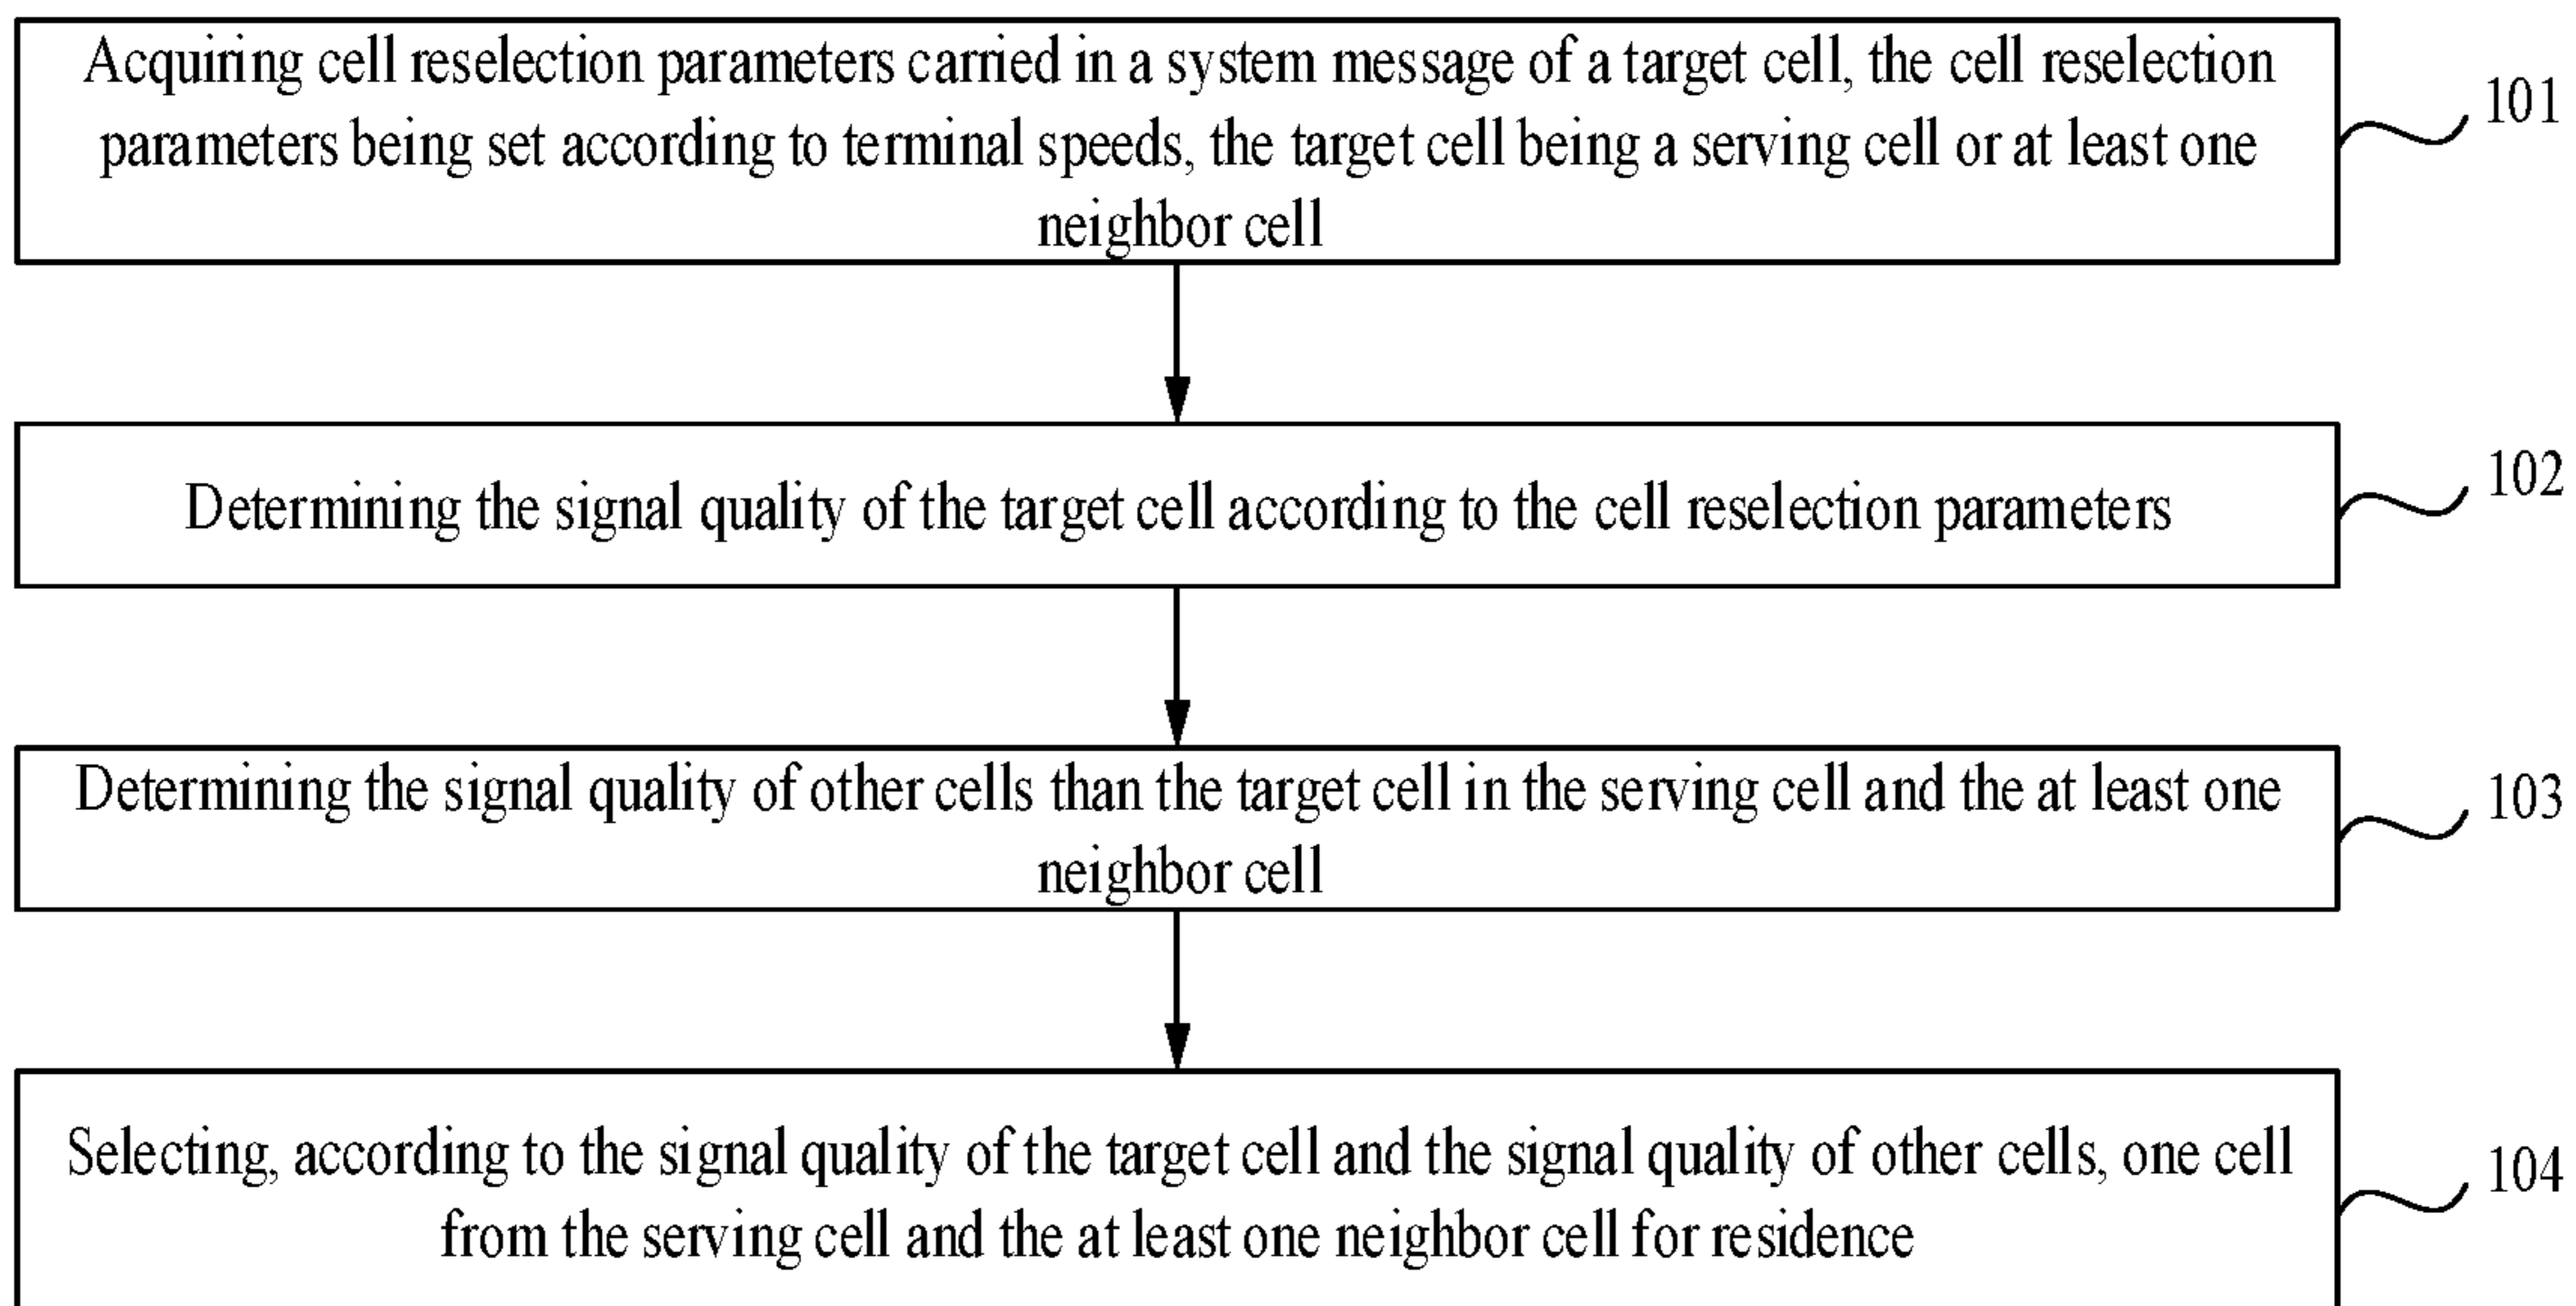 Acquiring cell reselection parameters carried in a system message of a target cell, the cell reselection
parameters being set according to terminal speeds, the target cell being a serving cell or at least one
neighbor cell
101
Determining the signal quality of the target cell according to the cell reselection parameters
102
Determining the signal quality of other cells than the target cell in the serving cell and the at least one
neighbor cell
103
Selecting, according to the signal quality of the target cell and the signal quality of other cells, one cell
from the serving cell and the at least one neighbor cell for residence
104